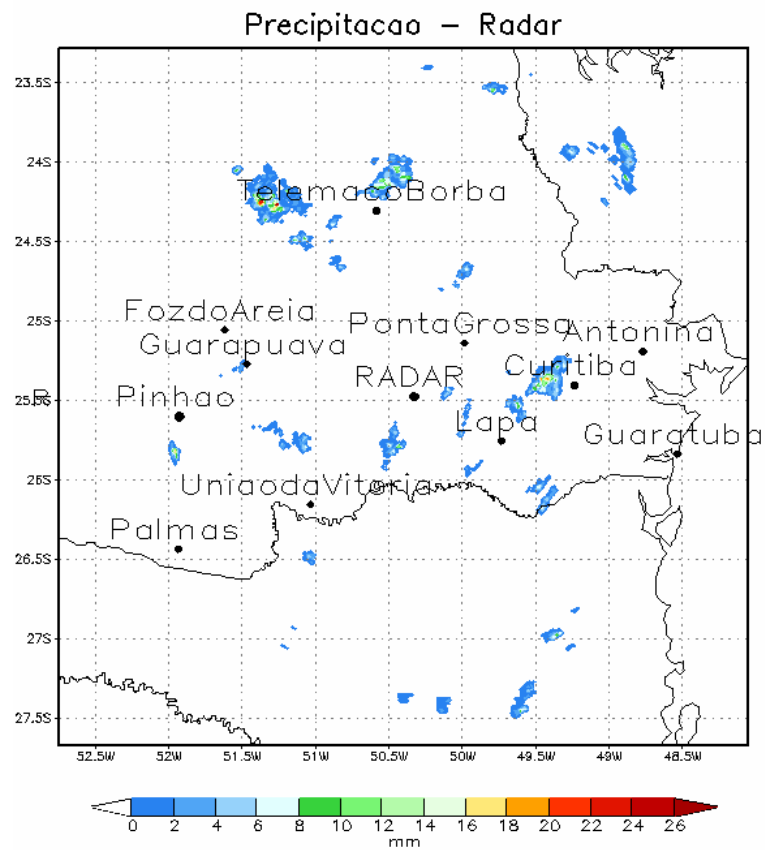 Precipitacao – Radar
23.5S
24S
TelemacoBorba
24.5S
25S
FozdoAreia
PontaGrossa
Antonina
Guarapuava
Curitiba
RADAR
25.5S
Pinhao
Lapa
Guaratuba
26S
UniaodaVitoria
Palmas
26.5S
27S
27.5S
52.5W 52W 51.5W 51W 50.5W 50W 49.5W 49W 48.5W
0 2 4 6 8 10 12 14 16 18 20 22 24 26
mm